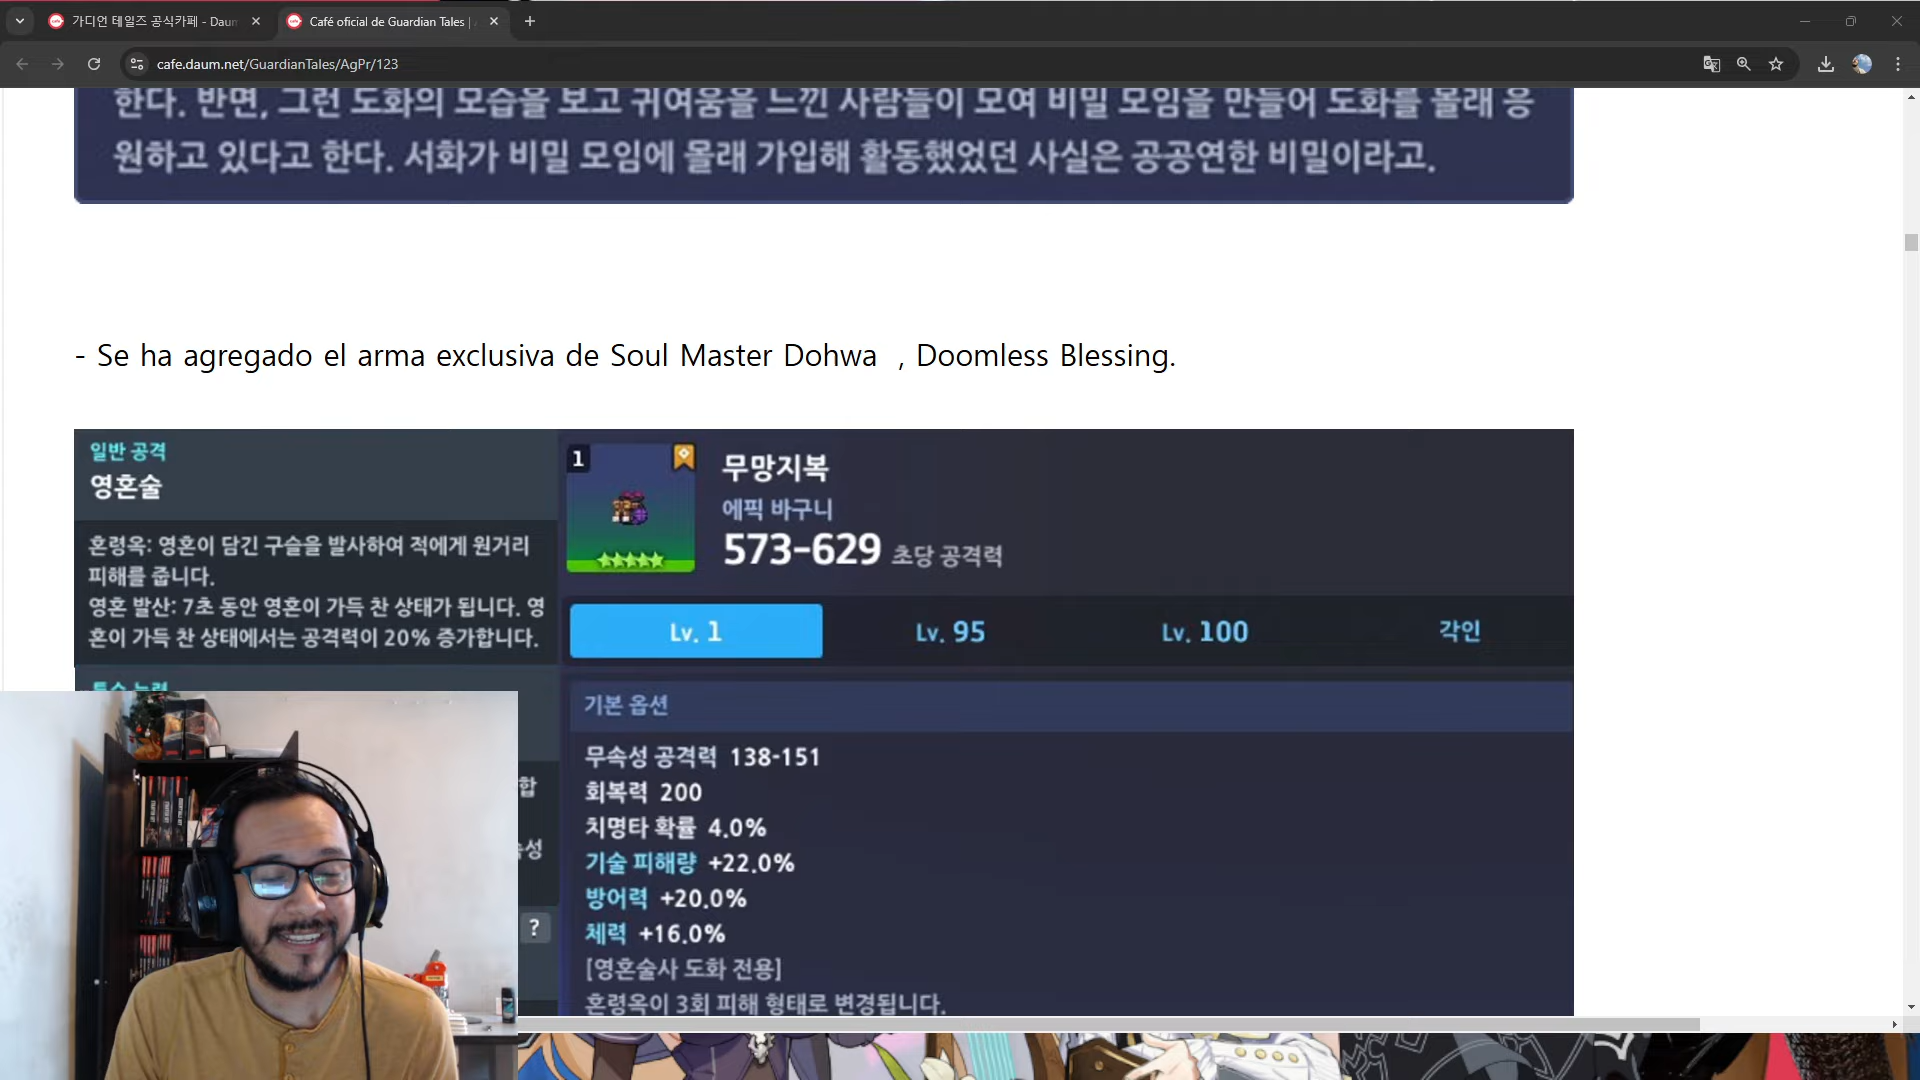 가디언 테일즈 공식카페 - Daum
Café oficial de Guardian Tales |
cafe.daum.net/GuardianTales/AgPr/123
한다. 반면, 그런 도화의 모습을 보고 귀여움을 느낀 사람들이 모여 비밀 모임을 만들어 도화를 몰래 응
원하고 있다고 한다. 서화가 비밀 모임에 몰래 가입해 활동했었던 사실은 공공연한 비밀이라고.
- Se ha agregado el arma exclusiva de Soul Master Dohwa , Doomless Blessing.
일반 공격
영혼술
혼령옥: 영혼이 담긴 구슬을 발사하여 적에게 원거리
피해를 줍니다.
영혼 발산: 7초 동안 영혼이 가득 찬 상태가 됩니다. 영
혼이 가득 찬 상태에서는 공격력이 20% 증가합니다.
합
속성
?
1
무망지복
에픽 바구니
573-629 초당 공격력
Lv. 1
Lv. 95
Lv. 100
각인
기본 옵션
무속성 공격력 138-151
회복력 200
치명타 확률 4.0%
기술 피해량 +22.0%
방어력 +20.0%
체력 +16.0%
[영혼술사 도화 전용]
혼령옥이 3회 피해 형태로 변경됩니다.